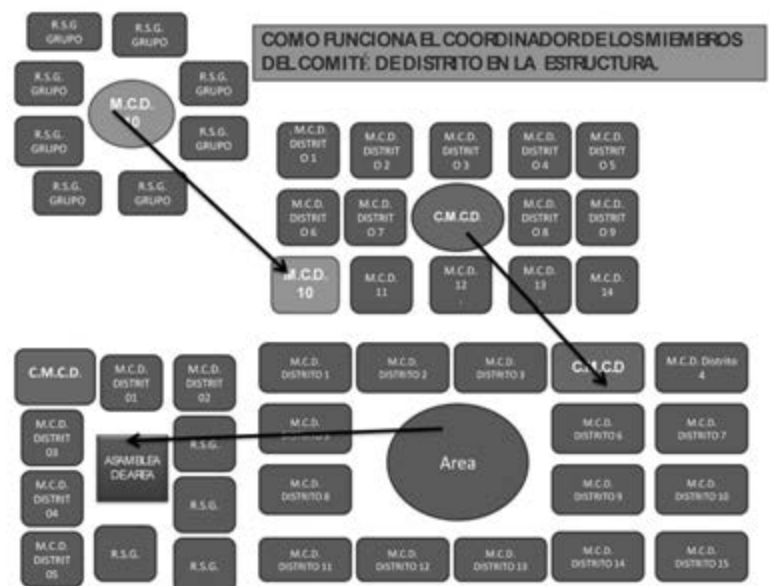 COMO FUNCIONA EL COORDINADOR DE LOS MIEMBROS
DEL COMITÉ DE DISTRITO EN LA ESTRUCTURA.
R.S.G
GRUPO
R.S.G.
GRUPO
R.S.G.
GRUPO
R.S.G.
GRUPO
M.C.D.
10
R.S.G.
GRUPO
R.S.G.
GRUPO
R.S.G.
GRUPO
R.S.G.
GRUPO
M.C.D.
DISTRIT
O 1
M.C.D.
DISTRIT
O 2
M.C.D.
DISTRIT
O 3
M.C.D.
DISTRIT
O 4
M.C.D.
DISTRIT
O 5
M.C.D.
DISTRIT
O 6
M.C.D.
DISTRIT
O 7
C.M.C.D.
M.C.D.
DISTRIT
O 8
M.C.D.
DISTRIT
O 9
M.C.D.
10
M.C.D.
11
M.C.D.
12
.
M.C.D.
13
.
M.C.D.
14
C.M.C.D.
M.C.D.
DISTRIT
01
M.C.D.
DISTRIT
02
M.C.D.
DISTRIT
03
ASAMBLEA
DE AREA
R.S.G.
M.C.D.
DISTRIT
04
R.S.G.
M.C.D.
DISTRIT
05
R.S.G.
R.S.G.
M.C.D.
DISTRITO 1
M.C.D.
DISTRITO 2
M.C.D.
DISTRITO 3
C.M.C.D
M.C.D. Distrito
4
M.C.D.
DISTRITO
Area
M.C.D.
DISTRITO 6
M.C.D.
DISTRITO 7
M.C.D.
DISTRITO 8
M.C.D.
DISTRITO 9
M.C.D.
DISTRITO 10
M.C.D.
DISTRITO 11
M.C.D.
DISTRITO 12
M.C.D.
DISTRITO 13
M.C.D.
DISTRITO 14
M.C.D.
DISTRITO 15